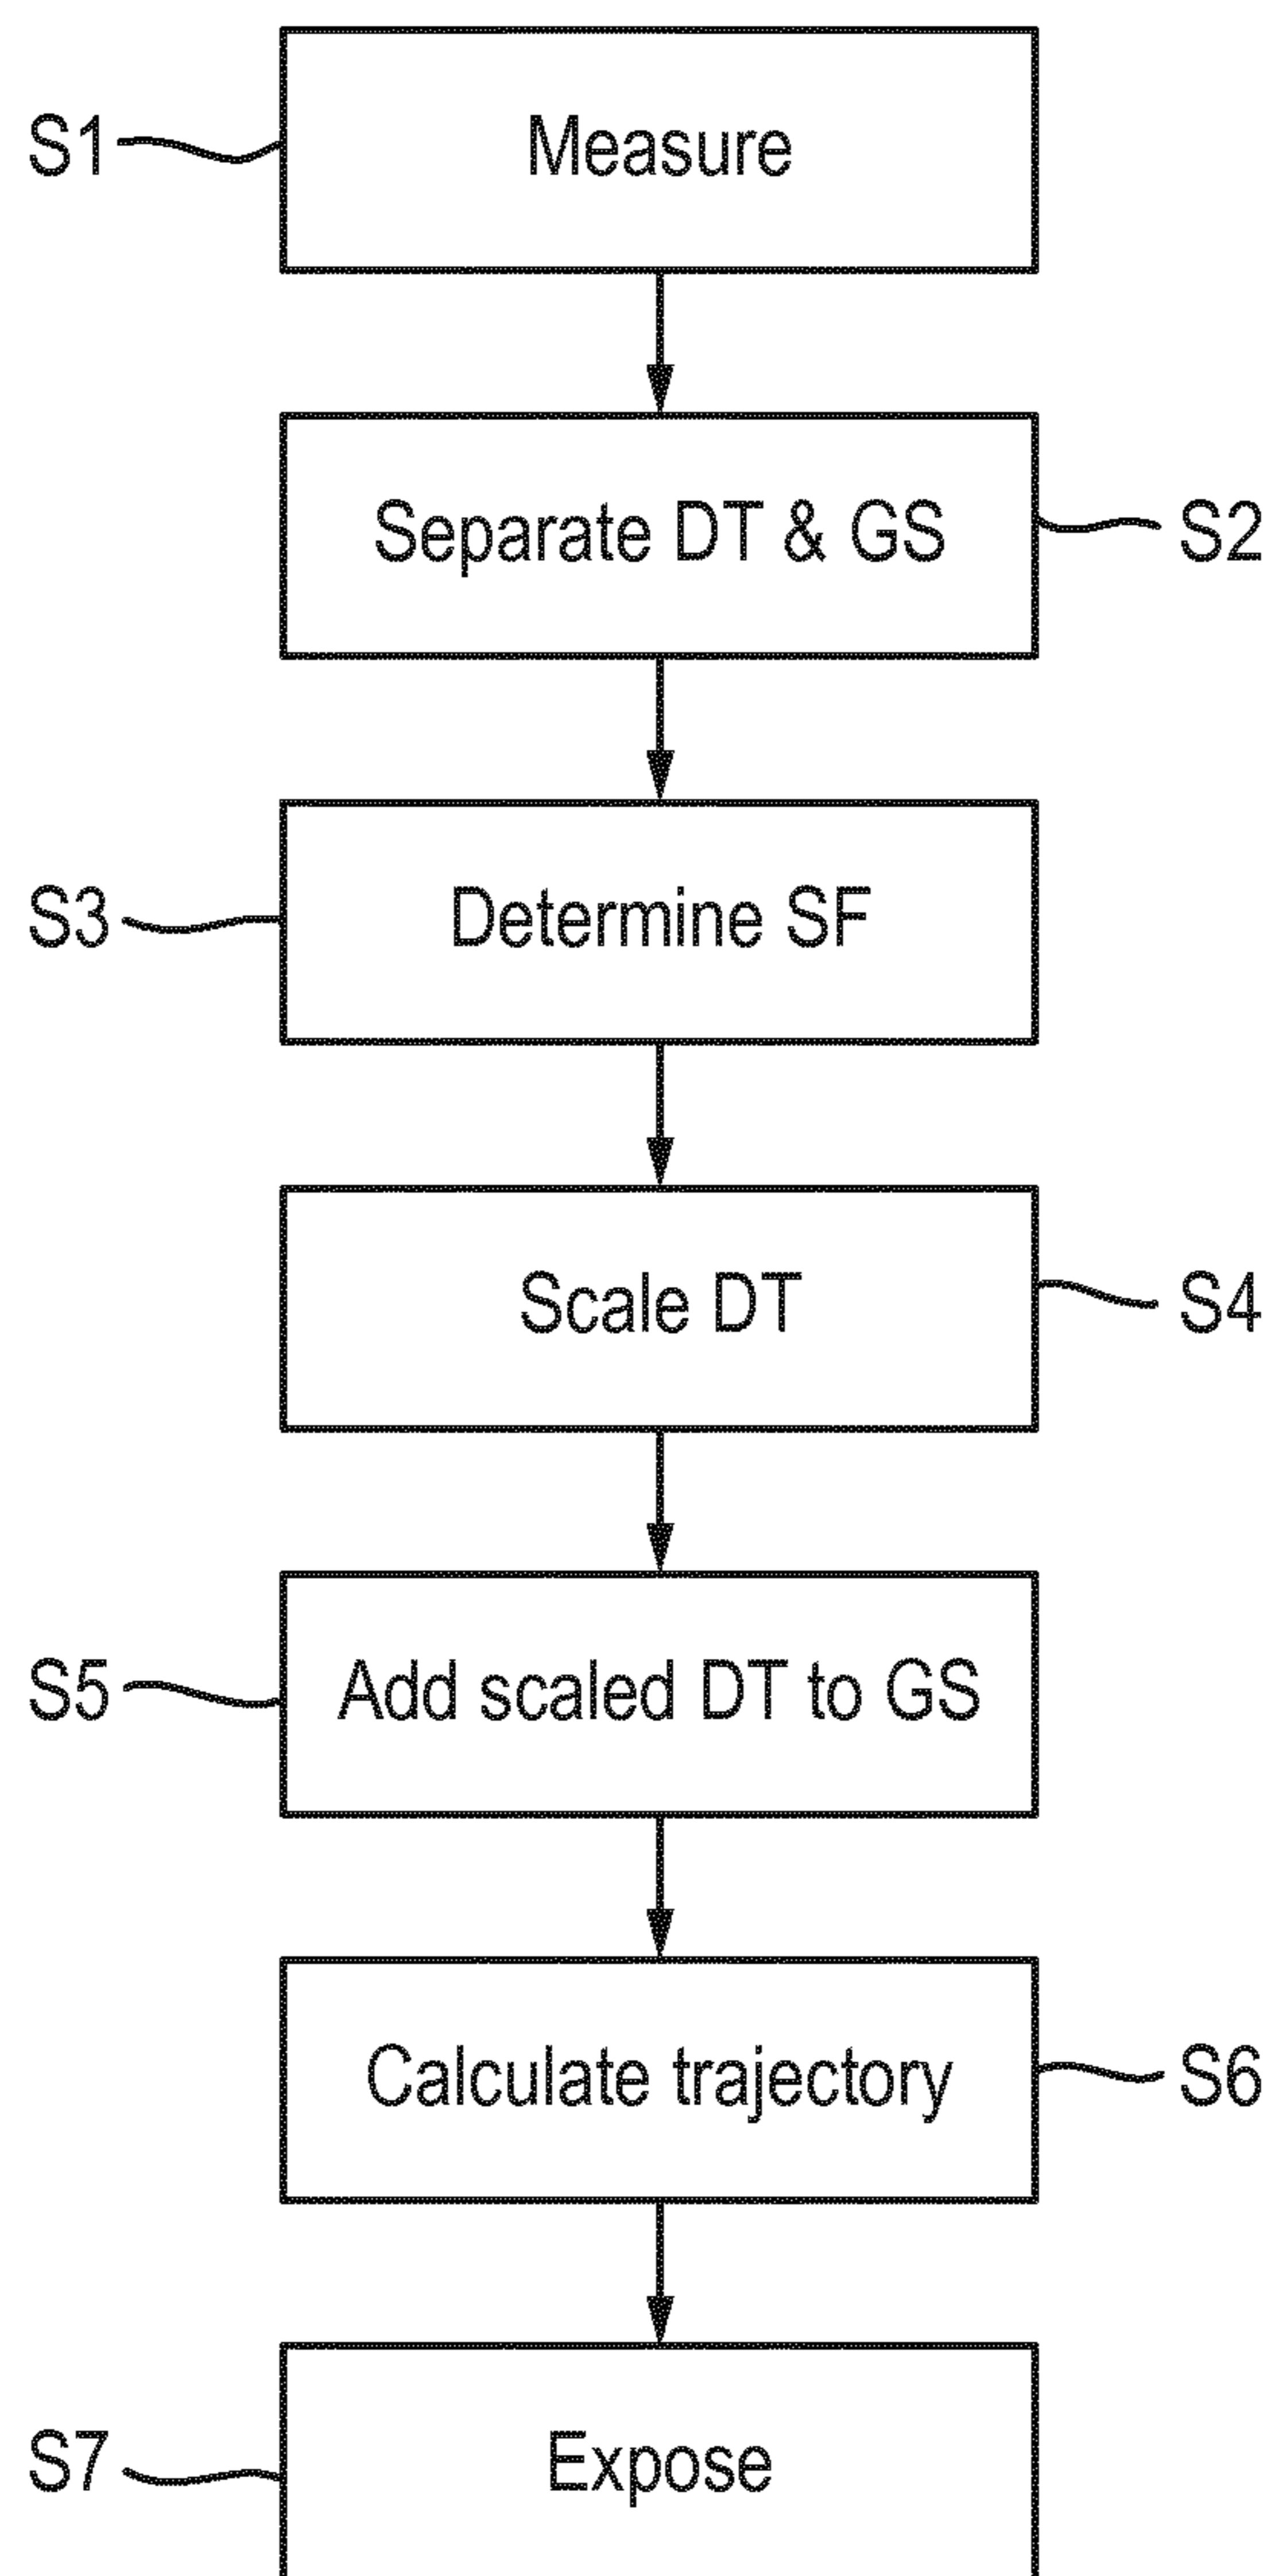 S1
Measure
Separate DT & GS
S2
S3
Determine SF
Scale DT
S4
S5
Add scaled DT to GS
Calculate trajectory
S6
S7
Expose